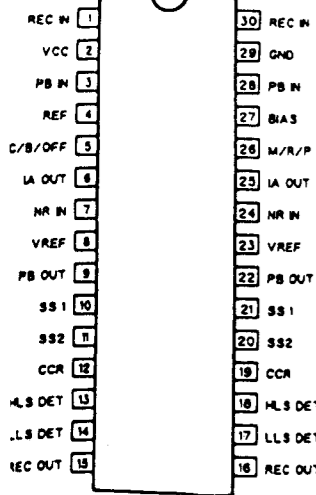 REC IN 1 30 REC IN
VCC 2 29 GND
PB IN 3 28 PB IN
REF 4 27 BIAS
C/B/OFF 5 26 M/R/P
IA OUT 6 25 IA OUT
NR IN 7 24 NR IN
VREF 8 23 VREF
PB OUT 9 22 PB OUT
SS1 10 21 SS1
SS2 11 20 SS2
CCR 12 19 CCR
HLS DET 13 18 HLS DET
LLS DET 14 17 LLS DET
REC OUT 15 16 REC OUT